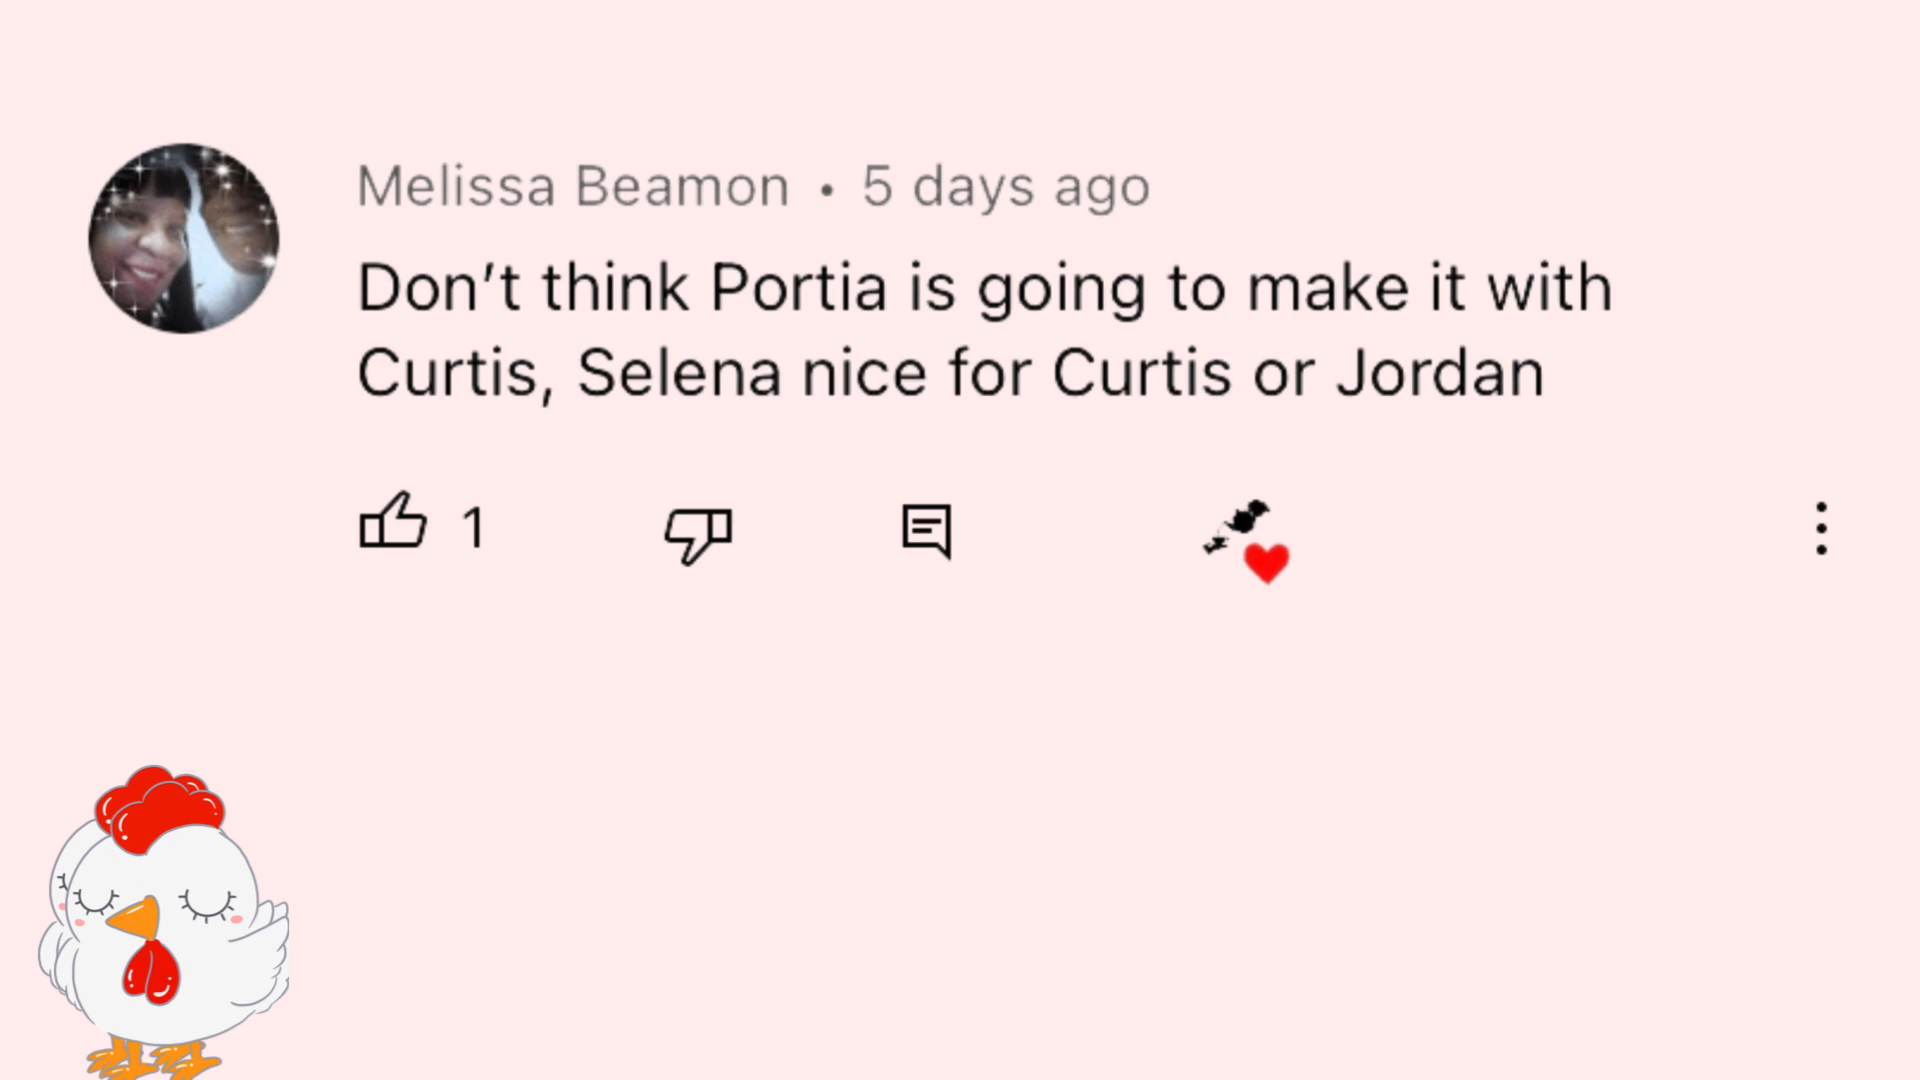 Melissa Beamon • 5 days ago
Don’t think Portia is going to make it with
Curtis, Selena nice for Curtis or Jordan
1